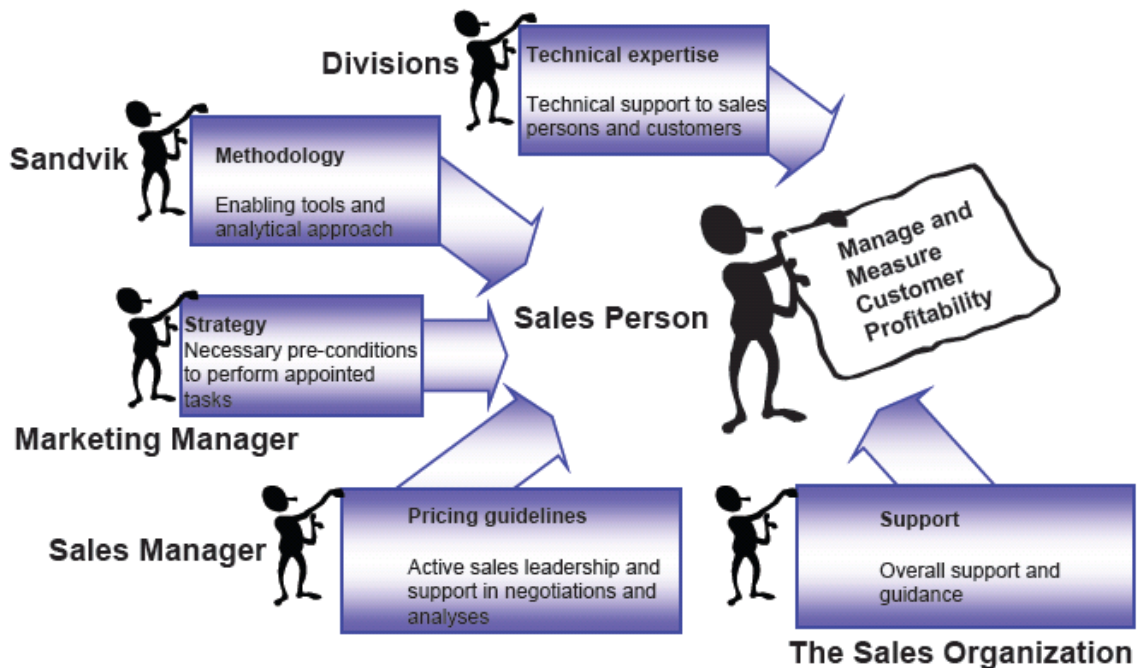 Divisions
Technical expertise
Technical support to sales
persons and customers
Sandvik
Methodology
Enabling tools and
analytical approach
Manage and
Measure
Customer
Profitability
Sales Person
Strategy
Necessary pre-conditions
to perform appointed
tasks
Marketing Manager
Sales Manager
Pricing guidelines
Active sales leadership and
support in negotiations and
analyses
Support
Overall support and
guidance
The Sales Organization